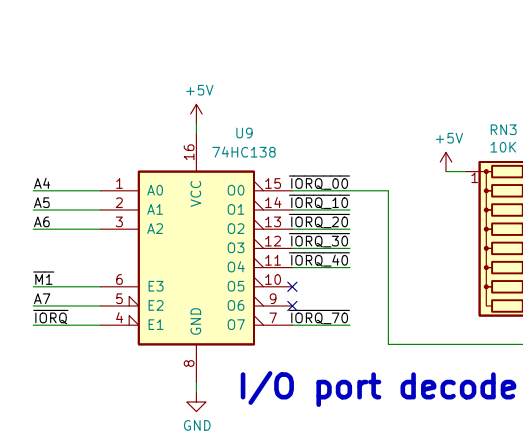 +5V
U9
74HC138
16
VCC
A4 1 A0 O0 15 IORQ_00
A5 2 A1 O1 14 IORQ_10
A6 3 A2 O2 13 IORQ_20
O3 12 IORQ_30
O4 11 IORQ_40
M1 6 E3 O5 10
A7 5 E2 O6 9
IORQ 4 E1 O7 7 IORQ_70
GND
8
GND
+5V
RN3
10K
1
I/O port decode